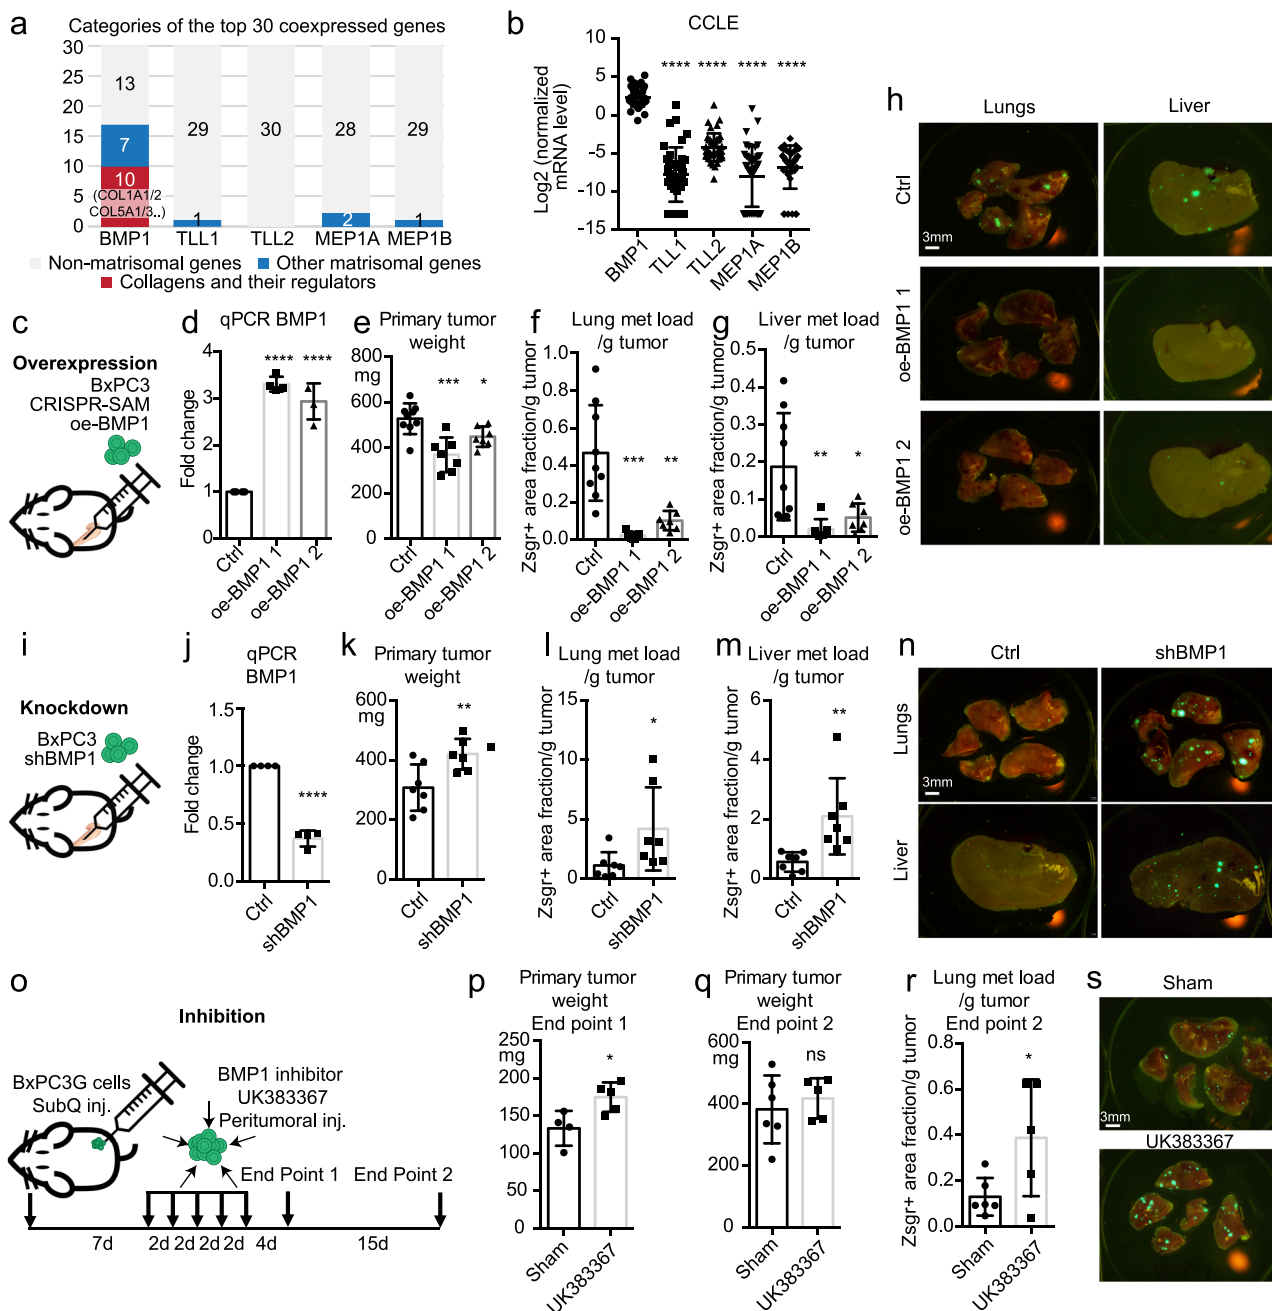 a
Categories of the top 30 coexpressed genes
30
25
20
15
10
5
0
13
7
10
(COL1A1/2
COL5A1/3..)
29
1
30
28
2
29
1
BMP1 TLL1 TLL2 MEP1A MEP1B
Non-matrisomal genes Other matrisomal genes
Collagens and their regulators
b
CCLE
Log2 (normalized
mRNA level)
10
5
0
-5
-10
-15
**** **** **** ****
BMP1 TLL1 TLL2 MEP1A MEP1B
h
Lungs Liver
Ctrl
3mm
oe-BMP1 1
oe-BMP1 2
c
Overexpression
BxPC3
CRISPR-SAM
oe-BMP1
d
qPCR BMP1
Fold change
4
3
2
1
0
**** ****
Ctrl oe-BMP1 1 oe-BMP1 2
e
Primary tumor
weight
800
mg
600
400
200
0
*** *
Ctrl oe-BMP1 1 oe-BMP1 2
f
Lung met load
/g tumor
Zsgr+ area fraction/g tumor
1.0
0.8
0.6
0.4
0.2
0.0
*** **
Ctrl oe-BMP1 1 oe-BMP1 2
g
Liver met load
/g tumor
Zsgr+ area fraction/g tumor
0.5
0.4
0.3
0.2
0.1
0.0
** *
Ctrl oe-BMP1 1 oe-BMP1 2
i
Knockdown
BxPC3
shBMP1
j
qPCR
BMP1
Fold change
1.5
1.0
0.5
0.0
****
Ctrl shBMP1
k
Primary tumor
weight
600
mg
400
200
0
**
Ctrl shBMP1
l
Lung met load
/g tumor
Zsgr+ area fraction/g tumor
15
10
5
0
*
Ctrl shBMP1
m
Liver met load
/g tumor
Zsgr+ area fraction/g tumor
6
4
2
0
**
Ctrl shBMP1
n
Ctrl shBMP1
Lungs
3mm
Liver
o
Inhibition
BxPC3G cells
SubQ inj.
BMP1 inhibitor
UK383367
Peritumoral inj.
End Point 1 End Point 2
7d 2d 2d 2d 2d 4d 15d
p
Primary tumor
weight
End point 1
250
mg
200
150
100
50
0
*
Sham UK383367
q
Primary tumor
weight
End point 2
600
mg
400
200
0
ns
Sham UK383367
r
Lung met load
/g tumor
End point 2
Zsgr+ area fraction/g tumor
0.8
0.6
0.4
0.2
0.0
*
Sham UK383367
s
Sham
3mm
UK383367